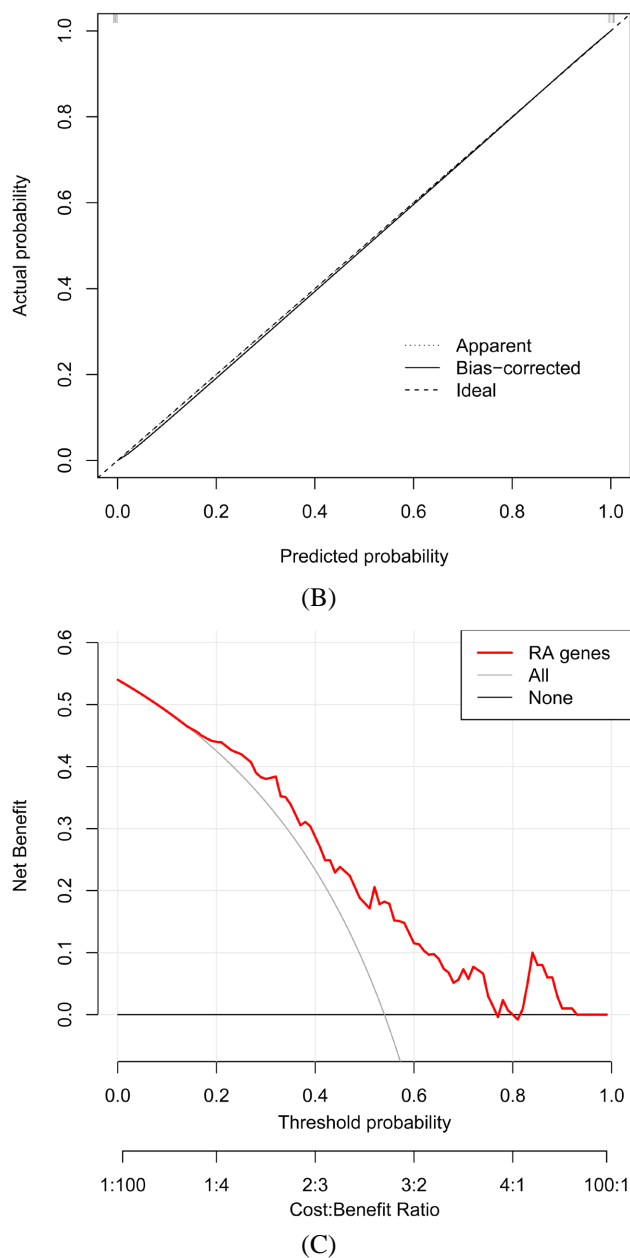 1.0
0.8
0.6
0.4
0.2
0.0
Actual probability
Apparent
Bias-corrected
Ideal
0.0 0.2 0.4 0.6 0.8 1.0
Predicted probability
(B)
0.6
0.5
0.4
0.3
0.2
0.1
0.0
Net Benefit
RA genes
All
None
0.0 0.2 0.4 0.6 0.8 1.0
Threshold probability
1:100 1:4 2:3 3:2 4:1 100:1
Cost:Benefit Ratio
(C)